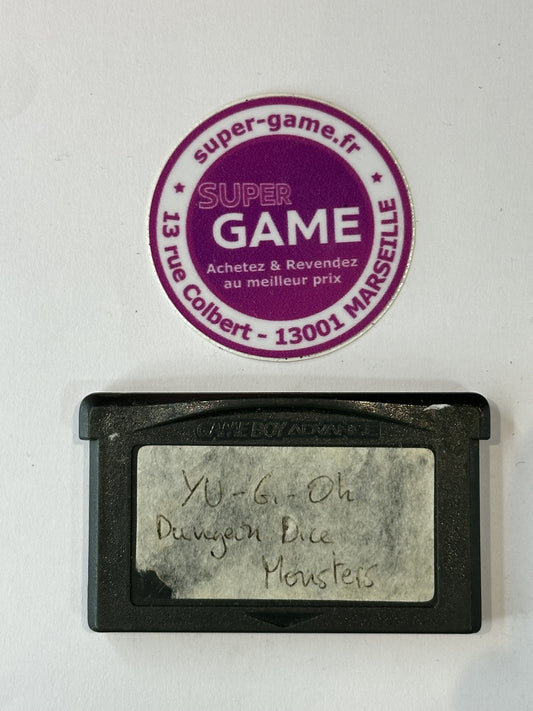 super-game.fr
SUPER
GAME
Achetez & Revendez
au meilleur prix
13 rue Colbert - 13001 MARSEILLE
GAME BOY ADVANCE
YU-Gi-Oh
Dungeon Dice
Monsters